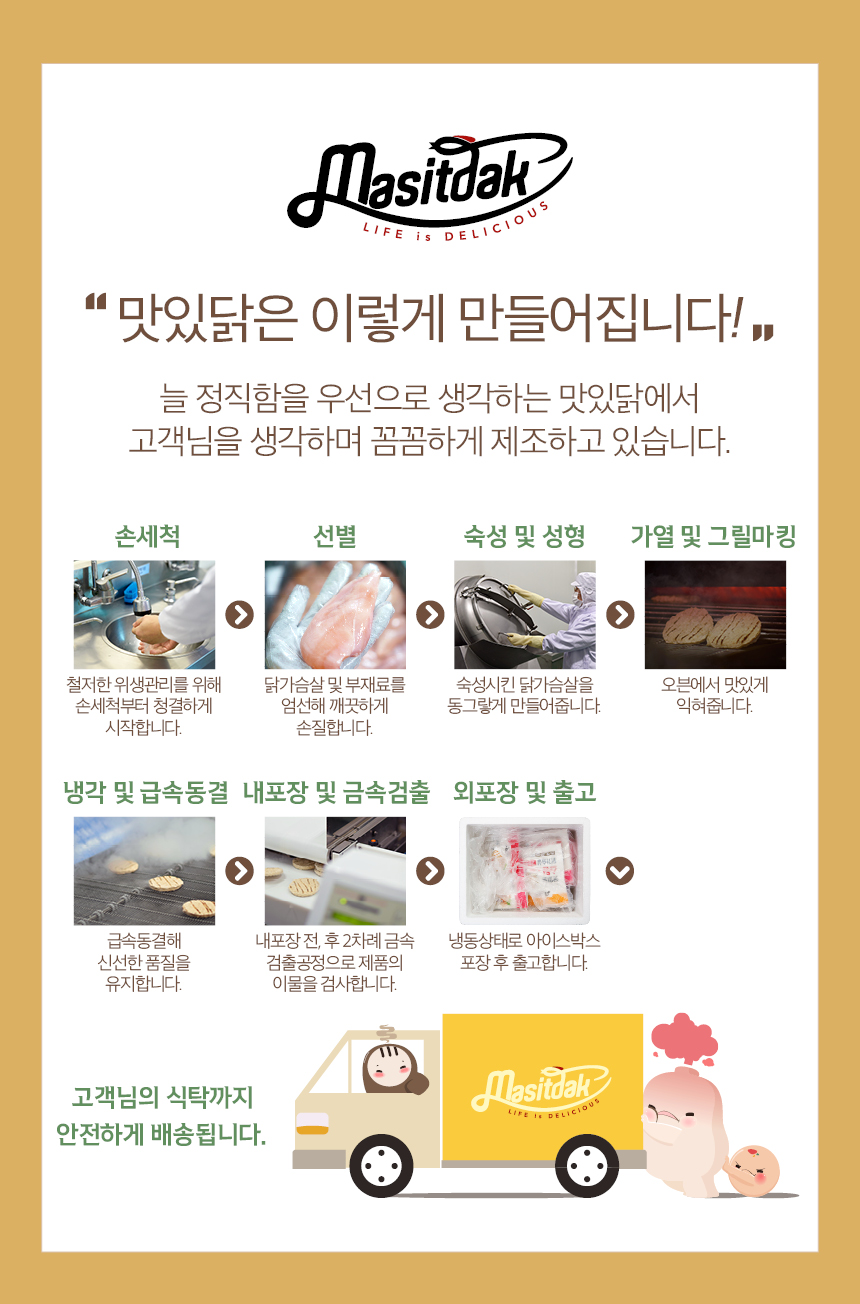 Masitdak
LIFE is DELICIOUS
“ 맛있닭은 이렇게 만들어집니다! ”
늘 정직함을 우선으로 생각하는 맛있닭에서
고객님을 생각하며 꼼꼼하게 제조하고 있습니다.
손세척
철저한 위생관리를 위해
손세척부터 청결하게
시작합니다.
선별
닭가슴살 및 부재료를
엄선해 깨끗하게
손질합니다.
숙성 및 성형
숙성시킨 닭가슴살을
동그랗게 만들어줍니다.
가열 및 그릴마킹
오븐에서 맛있게
익혀줍니다.
냉각 및 급속동결
급속동결해
신선한 품질을
유지합니다.
내포장 및 금속검출
내포장 전, 후 2차례 금속
검출공정으로 제품의
이물을 검사합니다.
외포장 및 출고
냉동상태로 아이스박스
포장 후 출고합니다.
고객님의 식탁까지
안전하게 배송됩니다.
Masitdak
LIFE is DELICIOUS